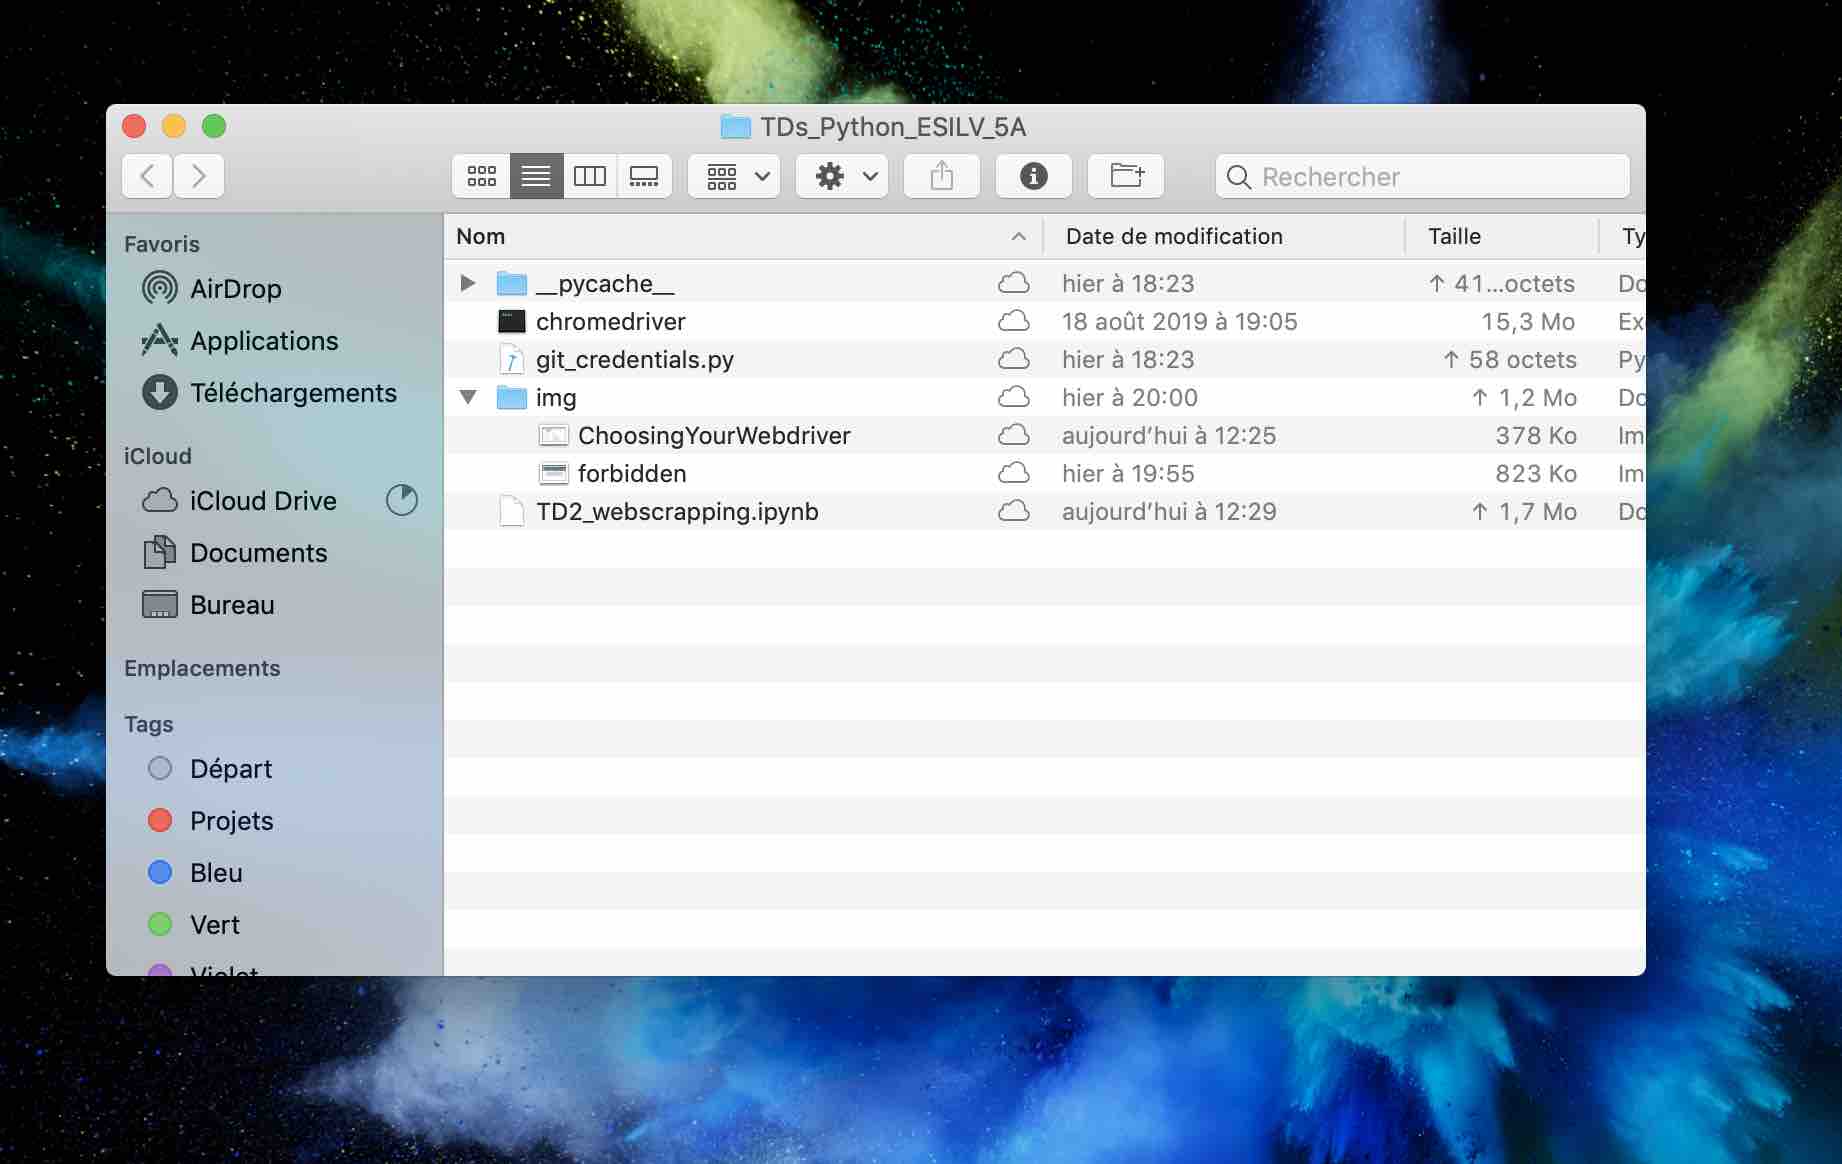 TDs_Python_ESILV_5A
Rechercher
Favoris
AirDrop
Applications
Téléchargements
iCloud
iCloud Drive
Documents
Bureau
Emplacements
Tags
Départ
Projets
Bleu
Vert
Violet
Nom Date de modification Taille Ty
__pycache__ hier à 18:23 ↑ 41...octets Do
chromedriver 18 août 2019 à 19:05 15,3 Mo Exe
git_credentials.py hier à 18:23 ↑ 58 octets Py
img hier à 20:00 ↑ 1,2 Mo Do
ChoosingYourWebdriver aujourd’hui à 12:25 378 Ko Im
forbidden hier à 19:55 823 Ko Im
TD2_webscrapping.ipynb aujourd’hui à 12:29 ↑ 1,7 Mo Do